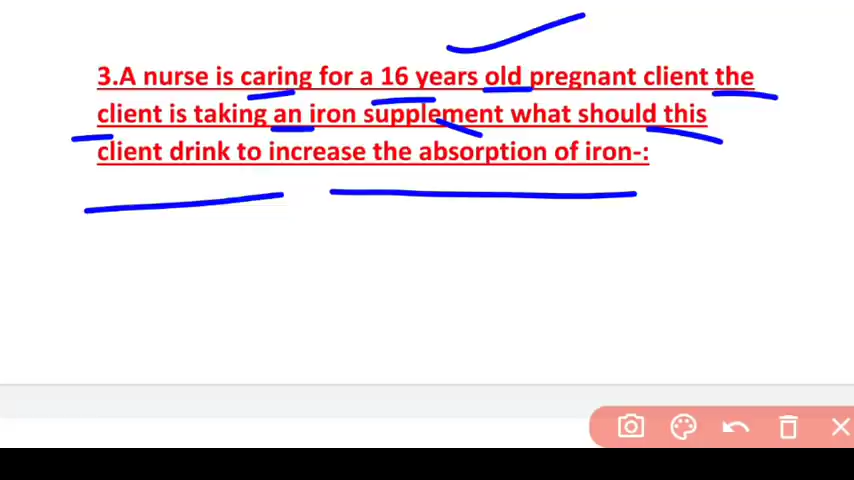 3.A nurse is caring for a 16 years old pregnant client the
client is taking an iron supplement what should this
client drink to increase the absorption of iron-: